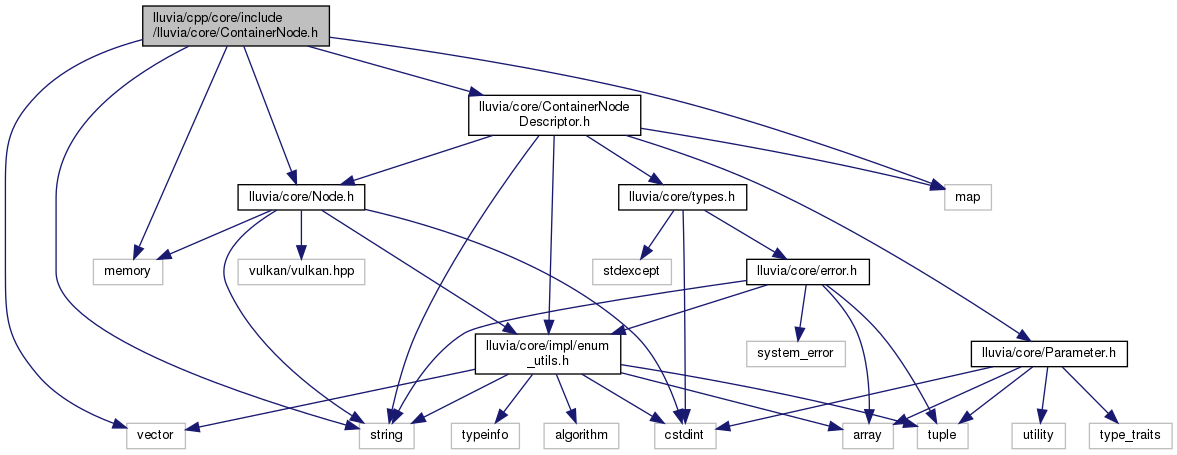 lluvia/cpp/core/include
/lluvia/core/ContainerNode.h
lluvia/core/ContainerNode
Descriptor.h
lluvia/core/Node.h
lluvia/core/types.h
map
memory
vulkan/vulkan.hpp
stdexcept
lluvia/core/error.h
lluvia/core/impl/enum
_utils.h
system_error
lluvia/core/Parameter.h
vector
string
typeinfo
algorithm
cstdint
array
tuple
utility
type_traits